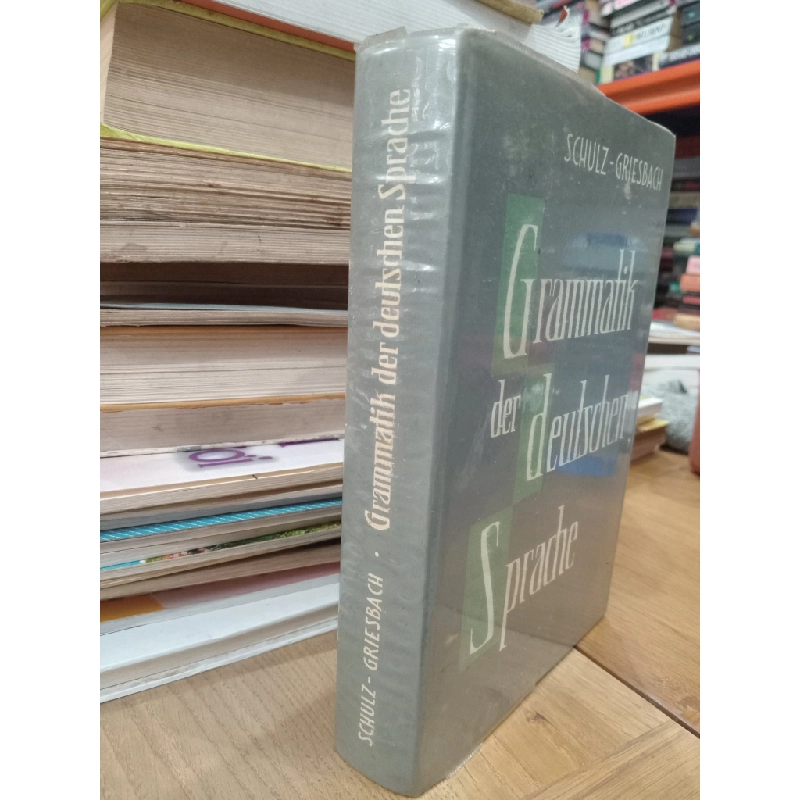 SCHULZ-GRIESBACH
Grammatik
der deutschen
Sprache
SCHULZ-GRIESBACH · Grammatik der deutschen Sprache